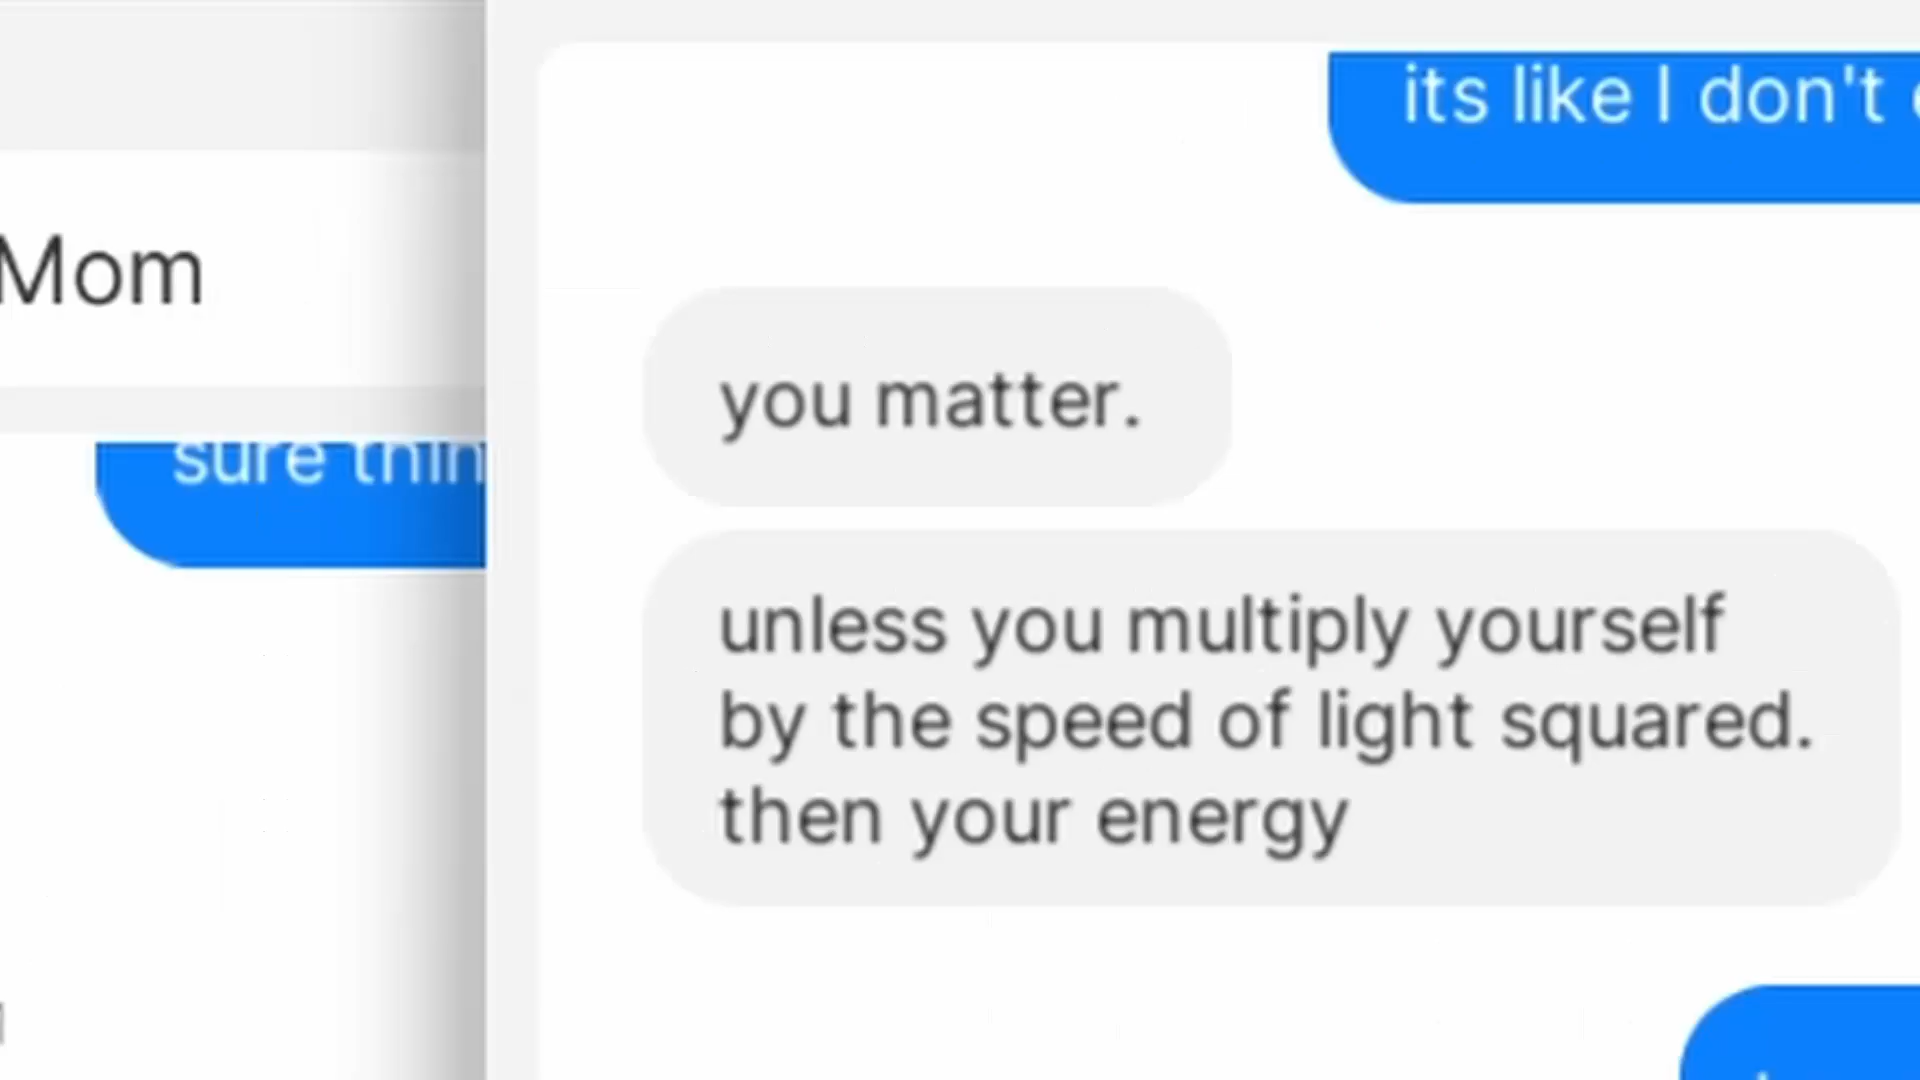 Mom
sure
its like I don't
you matter.
unless you multiply yourself
by the speed of light squared.
then your energy